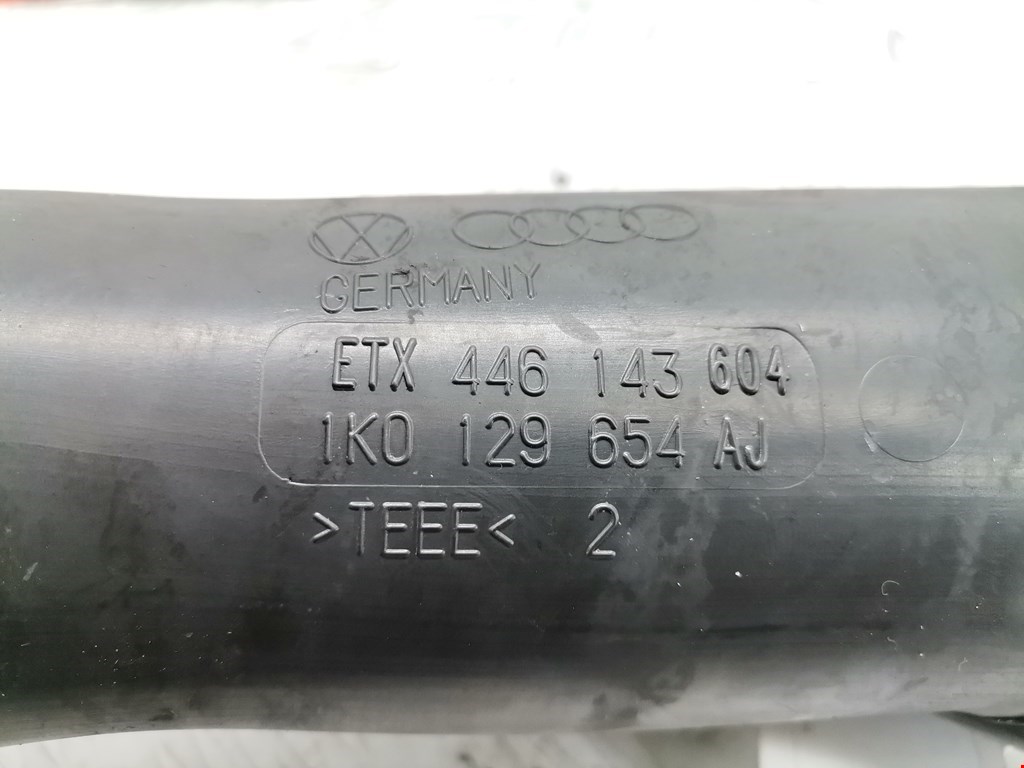 GERMANY
ETX 446 143 604
1K0 129 654 AJ
>TEEE< 2